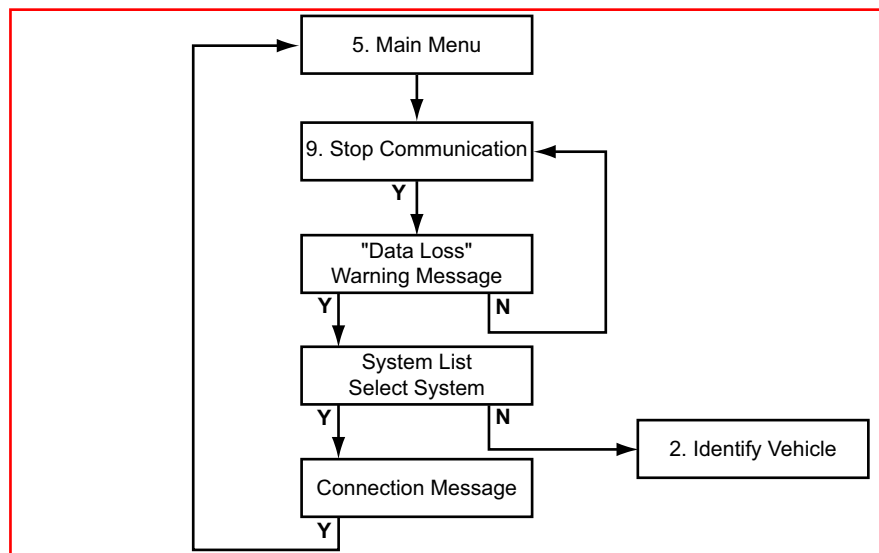 5. Main Menu
9. Stop Communication
Y
"Data Loss"
Warning Message
Y
N
System List
Select System
Y
N
2. Identify Vehicle
Connection Message
Y